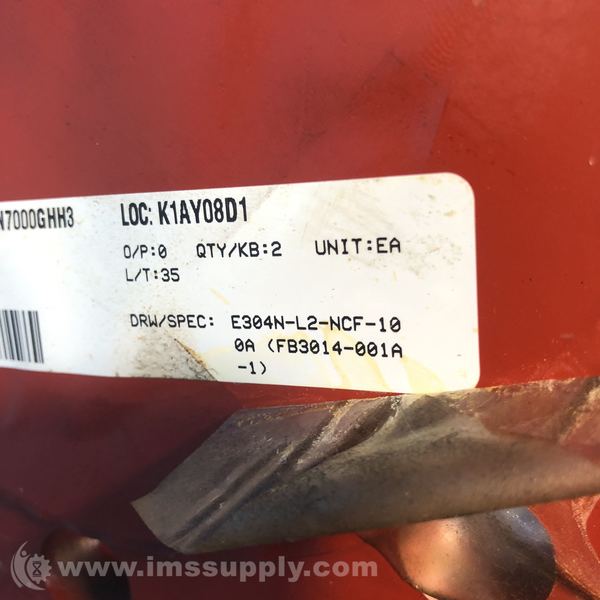 N7000GHH3 LOC: K1AY08D1
O/P:0 QTY/KB:2 UNIT:EA
L/T:35
DRW/SPEC: E304N-L2-NCF-10
0A (FB3014-001A
-1)
www.imssupply.com